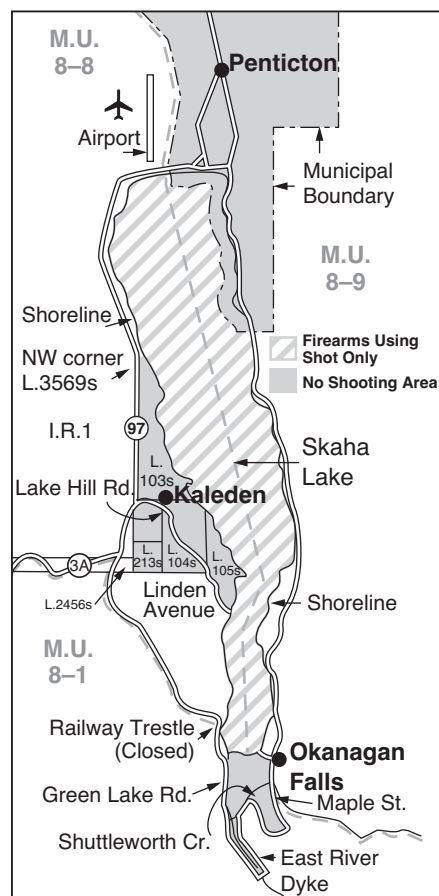 M.U.
8–8
Penticton
Airport
Municipal
Boundary
M.U.
8–9
Shoreline
Firearms Using
Shot Only
NW corner
L.3569s
No Shooting Area
I.R.1
97
Skaha
Lake
L.
103s
Lake Hill Rd.
Kaleden
3A
L.
213s
L.
104s
L.
105s
L.2456s
Linden
Avenue
Shoreline
M.U.
8–1
Railway Trestle
(Closed)
Okanagan
Falls
Green Lake Rd.
Maple St.
Shuttleworth Cr.
East River
Dyke